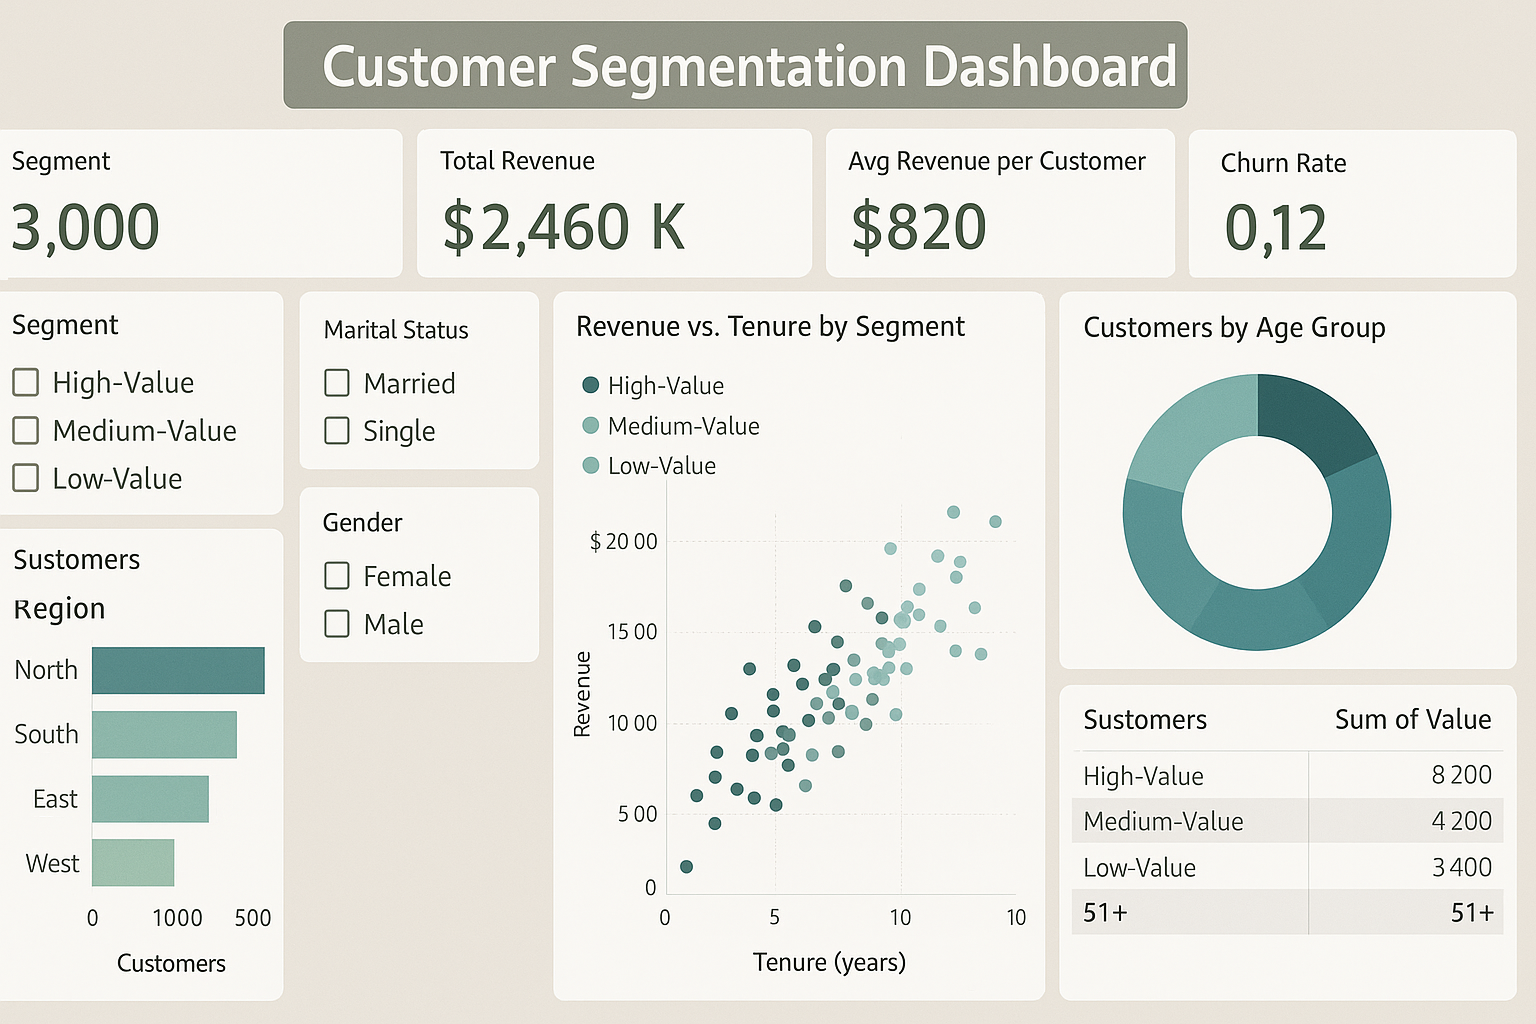 Customer Segmentation Dashboard
Segment
3,000
Total Revenue
$2,460 K
Avg Revenue per Customer
$820
Churn Rate
0,12
Segment
High-Value
Medium-Value
Low-Value
Marital Status
Married
Single
Gender
Female
Male
Sustomers
Region
North
South
East
West
0 1000 500
Customers
Revenue vs. Tenure by Segment
High-Value
Medium-Value
Low-Value
$ 20 00
15 00
10 00
5 00
0
Revenue
0 5 10 10
Tenure (years)
Customers by Age Group
Sustomers Sum of Value
High-Value 8 200
Medium-Value 4 200
Low-Value 3 400
51+ 51+